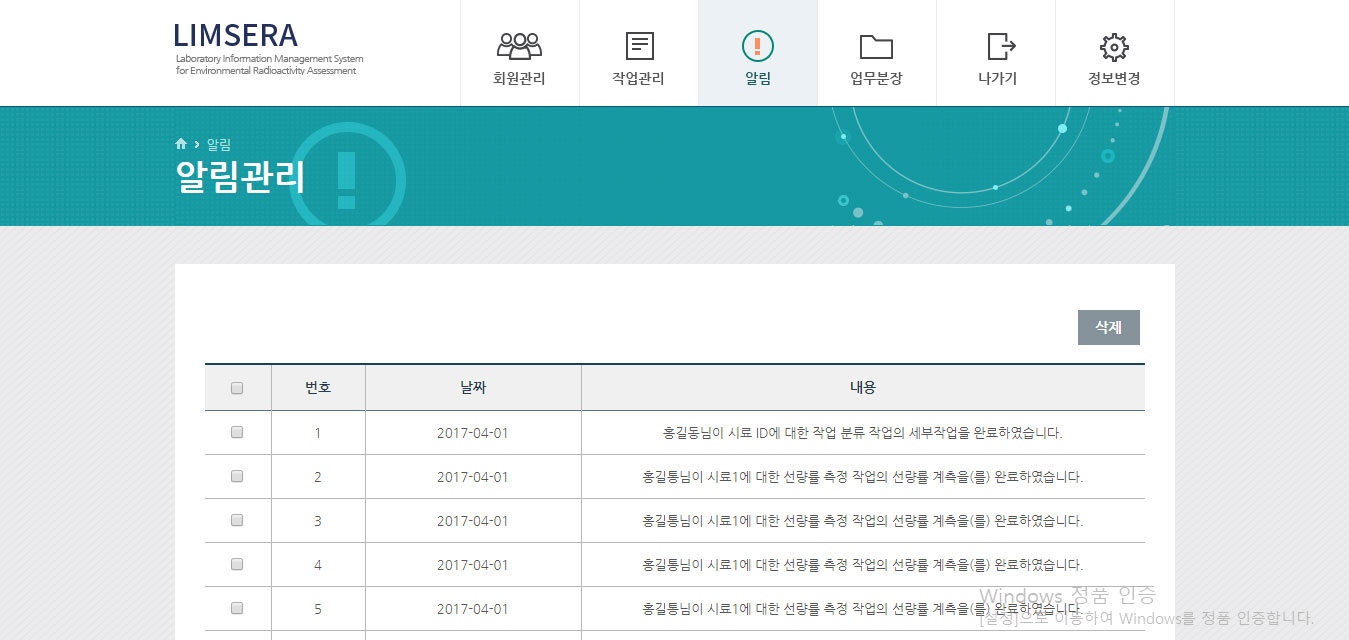 LIMSERA
Laboratory Information Management System
for Environmental Radioactivity Assessment
회원관리
작업관리
알림
업무분장
나가기
정보변경
알림
알림관리
삭제
번호 날짜 내용
1 2017-04-01 홍길동님이 시료 ID에 대한 작업 분류 작업의 세부작업을 완료하였습니다.
2 2017-04-01 홍길통님이 시료1에 대한 선량률 측정 작업의 선량률 계측을(를) 완료하였습니다.
3 2017-04-01 홍길통님이 시료1에 대한 선량률 측정 작업의 선량률 계측을(를) 완료하였습니다.
4 2017-04-01 홍길통님이 시료1에 대한 선량률 측정 작업의 선량률 계측을(를) 완료하였습니다.
5 2017-04-01 홍길통님이 시료1에 대한 선량률 측정 작업의 선량률 계측을(를) 완료하였습니다.
Windows 정품 인증
[설정]으로 이동하여 Windows를 정품 인증합니다.